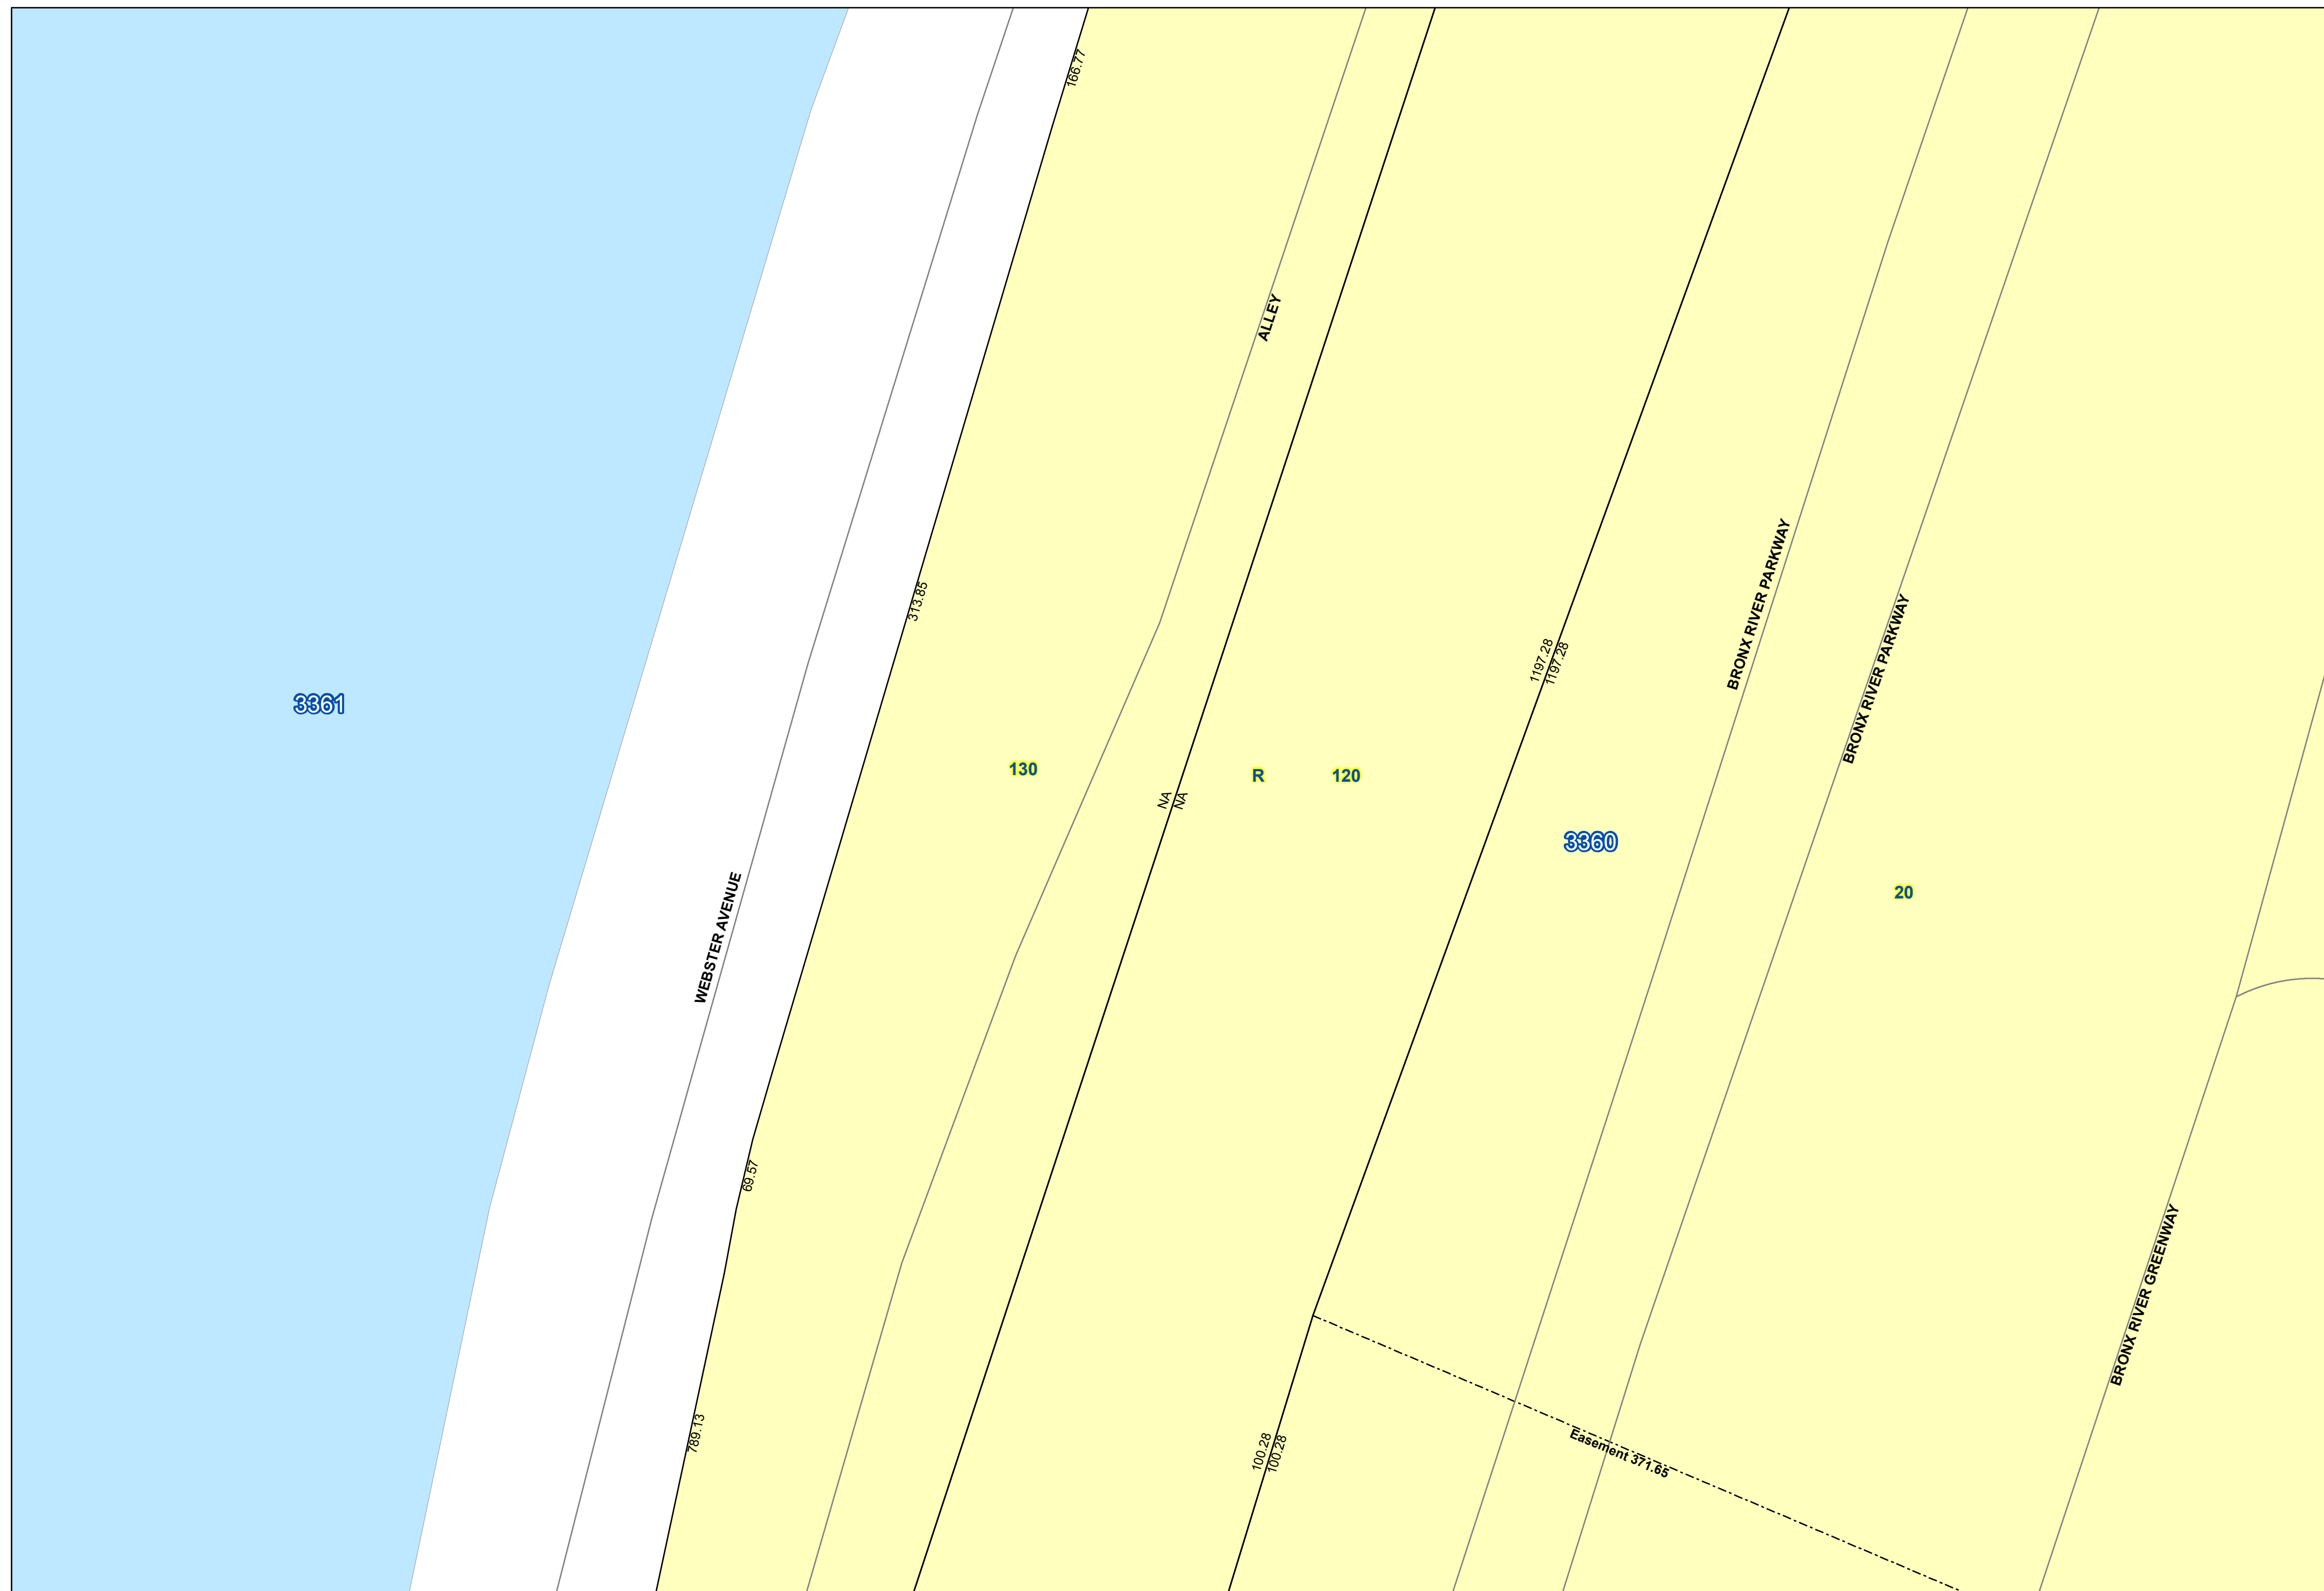 166.77
ALLEY
313.85
BRONX RIVER PARKWAY
BRONX RIVER PARKWAY
1197.28
1197.28
3361
130
R
120
NA
NA
3360
20
WEBSTER AVENUE
69.57
BRONX RIVER GREENWAY
789.13
100.28
100.28
Easement 371.65